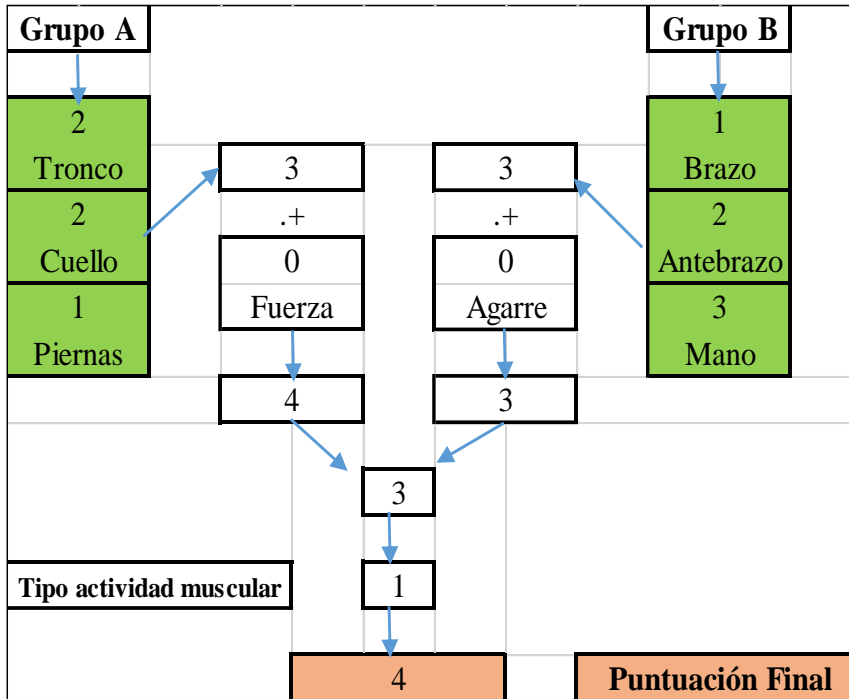 Grupo A
Grupo B
2
Tronco
2
Cuello
1
Piernas
3
.+
0
Fuerza
4
3
.+
0
Agarre
3
1
Brazo
2
Antebrazo
3
Mano
3
Tipo actividad muscular
1
4
Puntuación Final